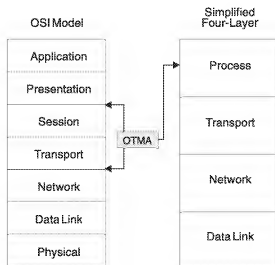 OSI Model
Application
Presentation
Session
Transport
Network
Data Link
Physical
OTMA
Simplified
Four-Layer
Process
Transport
Network
Data Link